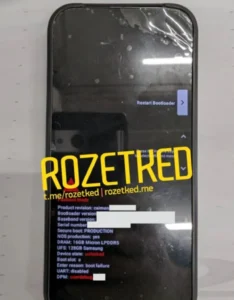 Restart Bootloader
ROZETKED
t.me/rozetked | rozetked.me
Product revision:
Bootloader version
Baseband version
Serial number
Secure boot: PRODUCTION
NOS production: yes
DRAM: 16GB Micron LPDDR5
UFS: 128GB Samsung
Device state: unlocked
Boot slot: a
Enter reason: boot failure
UART: disabled